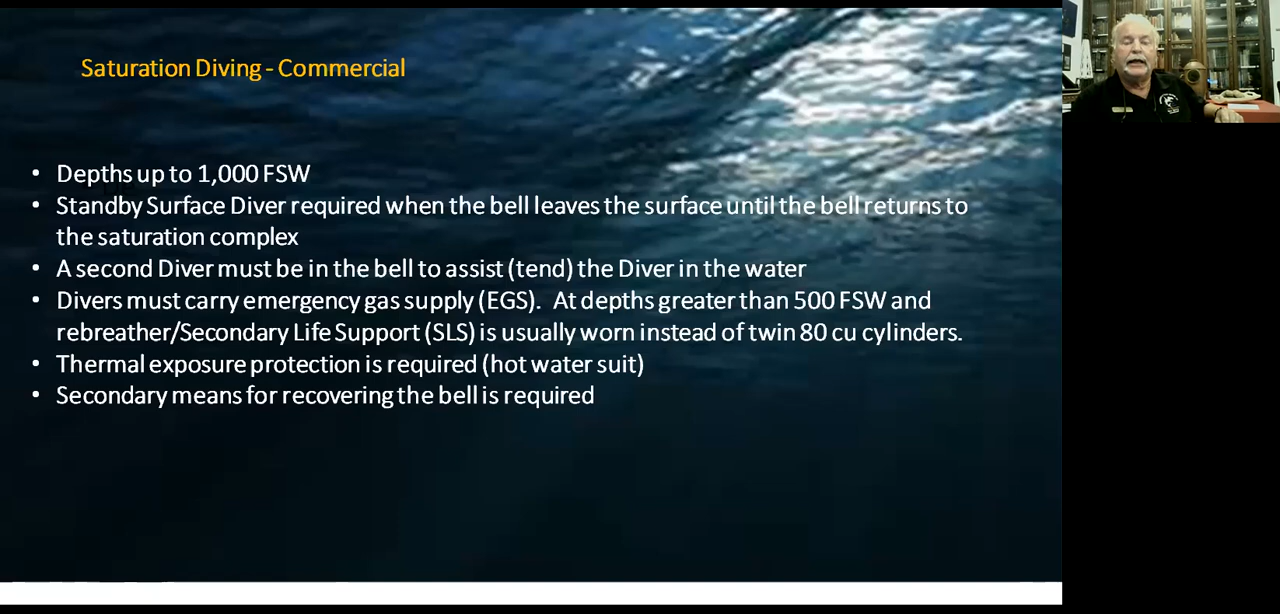 Saturation Diving - Commercial
• Depths up to 1,000 FSW
• Standby Surface Diver required when the bell leaves the surface until the bell returns to
the saturation complex
• A second Diver must be in the bell to assist (tend) the Diver in the water
• Divers must carry emergency gas supply (EGS).  At depths greater than 500 FSW and
rebreather/Secondary Life Support (SLS) is usually worn instead of twin 80 cu cylinders.
• Thermal exposure protection is required (hot water suit)
• Secondary means for recovering the bell is required